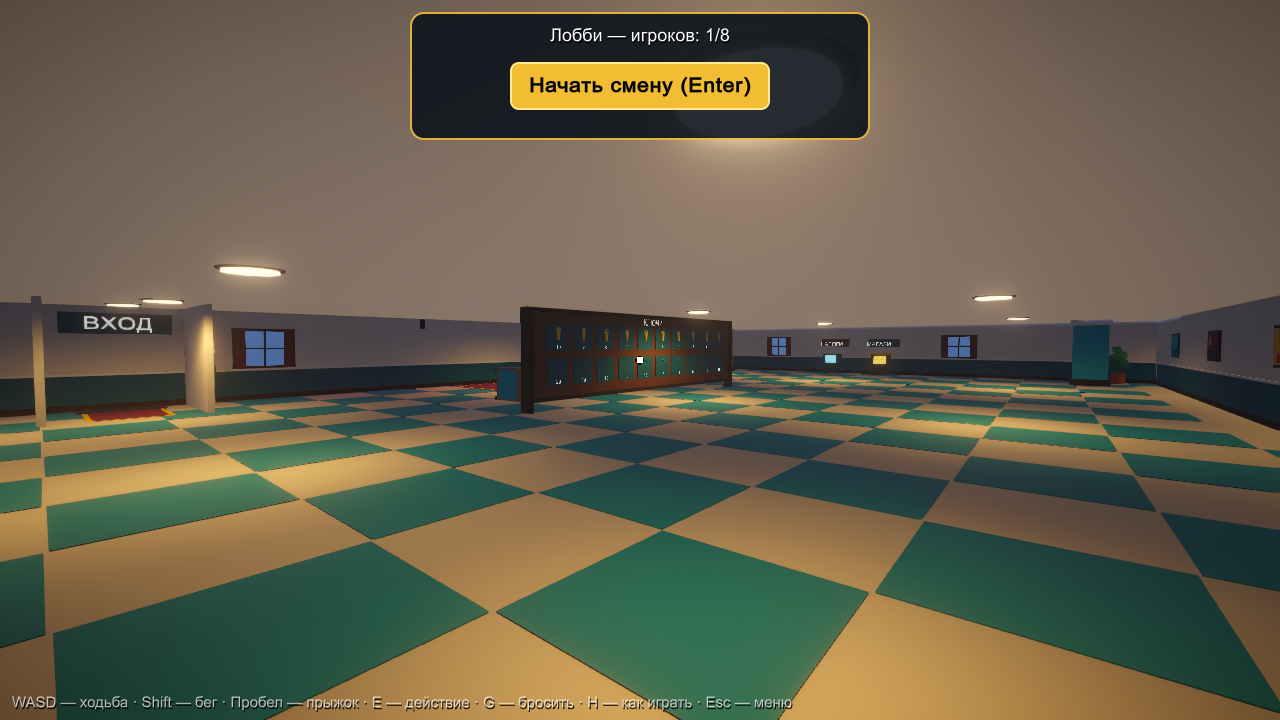 Лобби — игроков: 1/8
Начать смену (Enter)
ВХОД
WASD — ходьба · Shift — бег · Пробел — прыжок · E — действие · G — бросить · H — как играть · Esc — меню